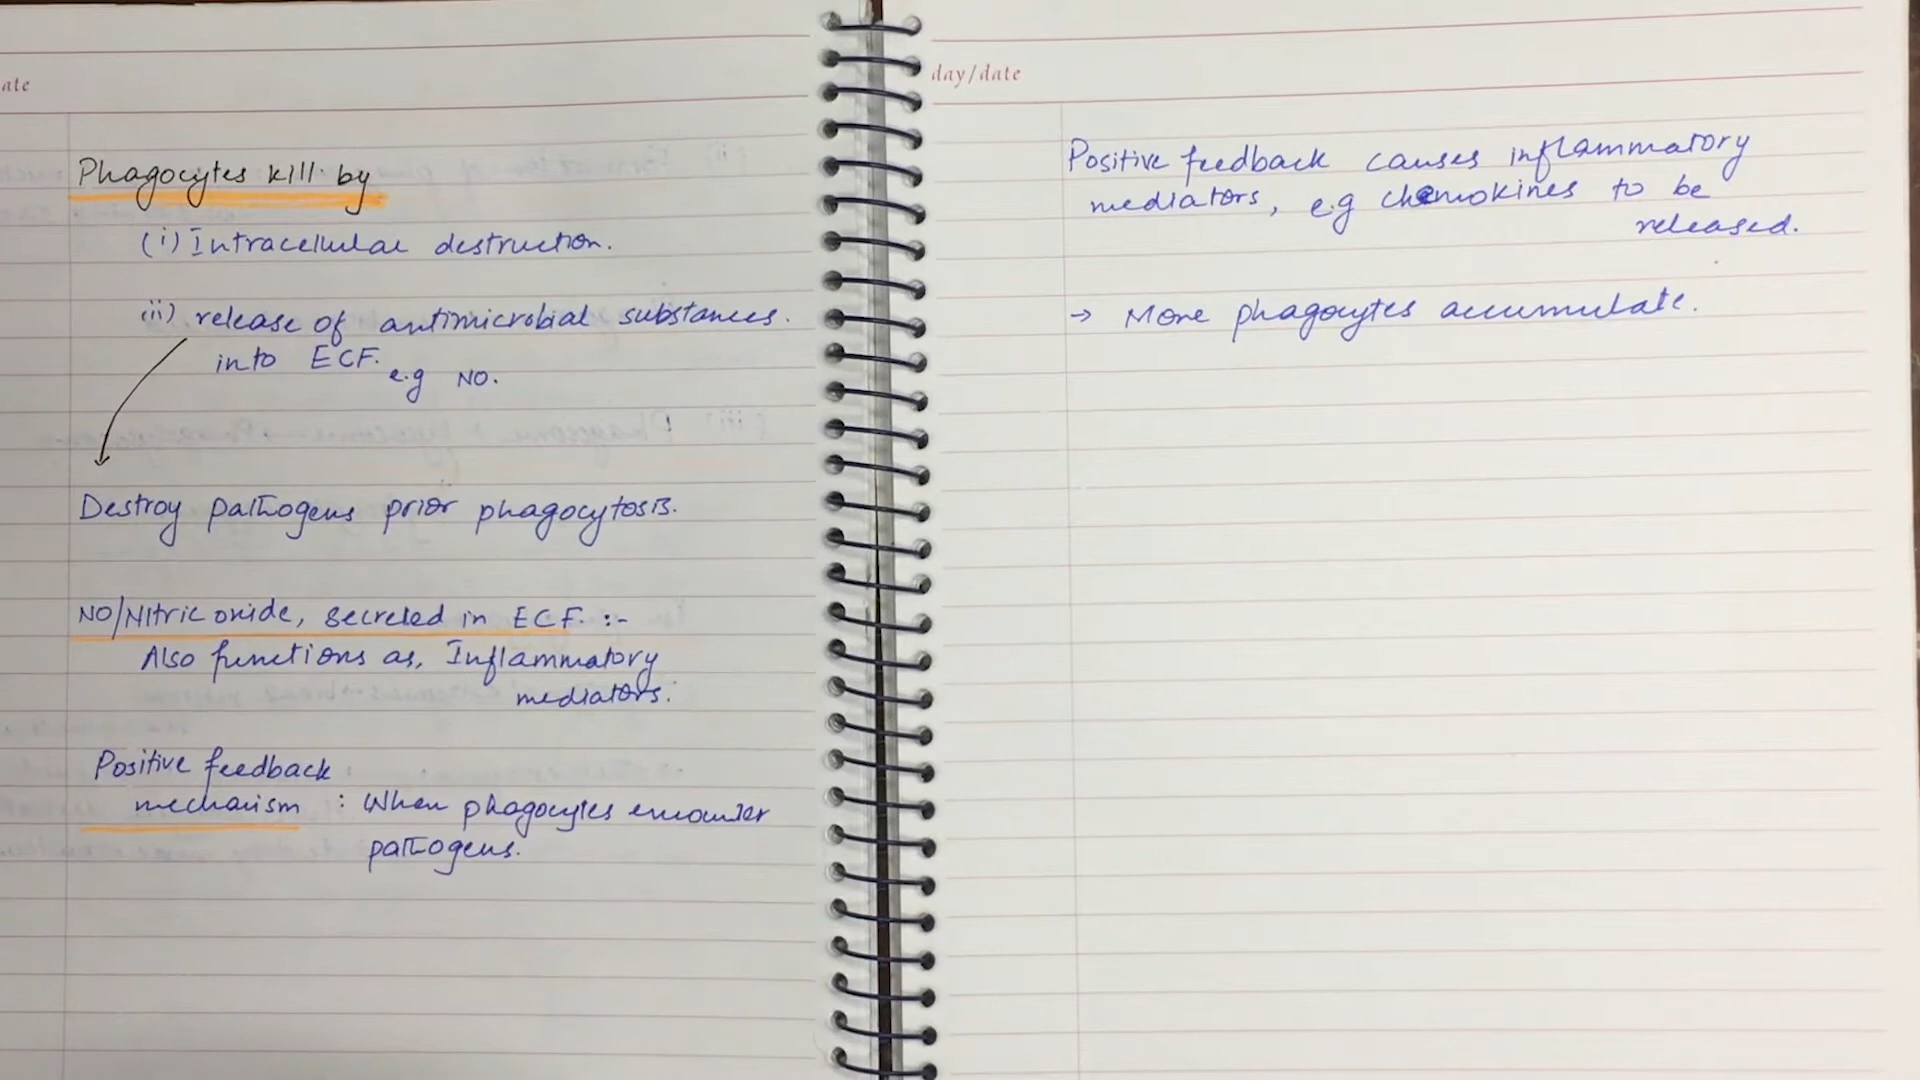 ate
Phagocytes kill by
(i) Intracellular destruction.
(ii) release of antimicrobial substances.
into ECF.
e.g NO.
Destroy pathogens prior phagocytosis.
NO/Nitric oxide, secreted in ECF. :-
Also functions as, Inflammatory
mediators.
Positive feedback
mechanism : When phagocytes encounter
pathogens.
day/date
Positive feedback causes inflammatory
mediators, e.g chemokines to be
released.
→ More phagocytes accumulate.